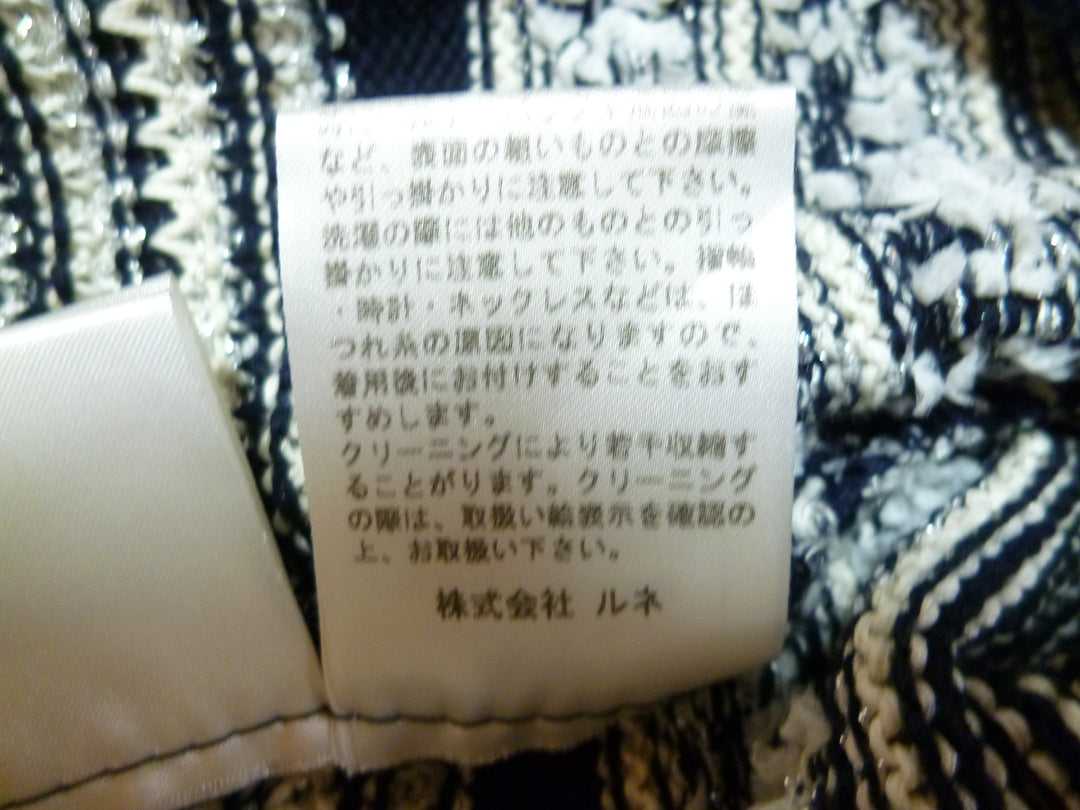 など、表面の粗いものとの摩擦
や引っ掛かりに注意して下さい。
洗濯の際には他のものとの引っ
掛かりに注意して下さい。指輪
・時計・ネックレスなどは、ほ
つれ糸の原因になりますので、
着用後にお付けすることをおす
すめします。
クリーニングにより若干収縮す
ることがります。クリーニング
の際は、取扱い絵表示を確認の
上、お取扱い下さい。
株式会社 ルネ